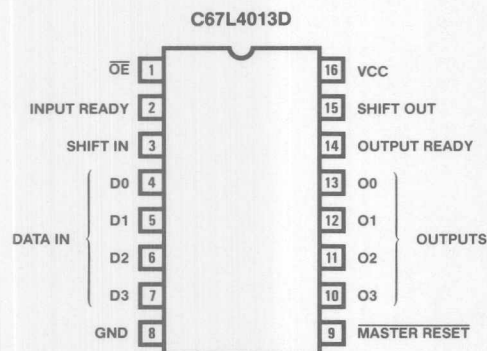 C67L4013D
OE 1 16 VCC
INPUT READY 2 15 SHIFT OUT
SHIFT IN 3 14 OUTPUT READY
D0 4 13 O0
D1 5 12 O1
DATA IN OUTPUTS
D2 6 11 O2
D3 7 10 O3
GND 8 9 MASTER RESET